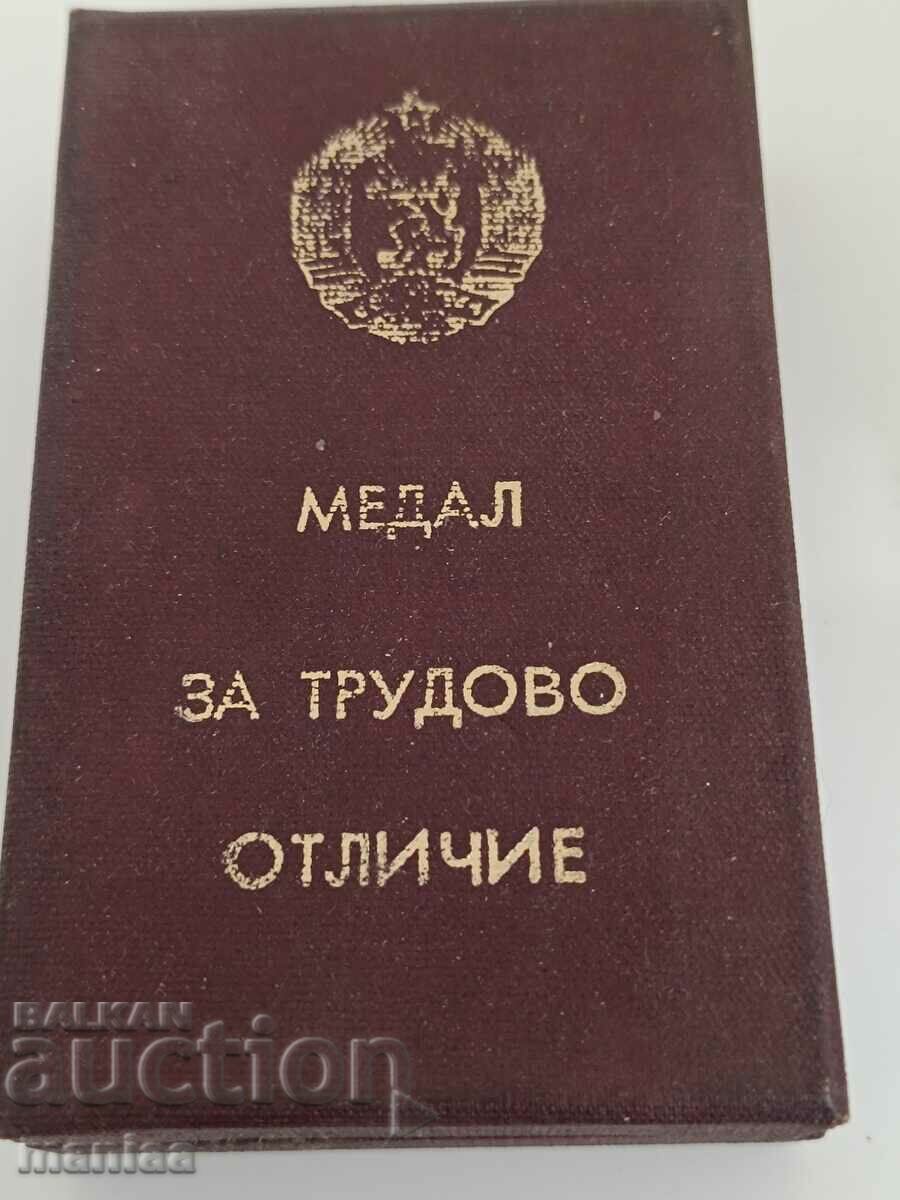 МЕДАЛ
ЗА ТРУДОВО
ОТЛИЧИЕ
BALKAN
auction
maniaa